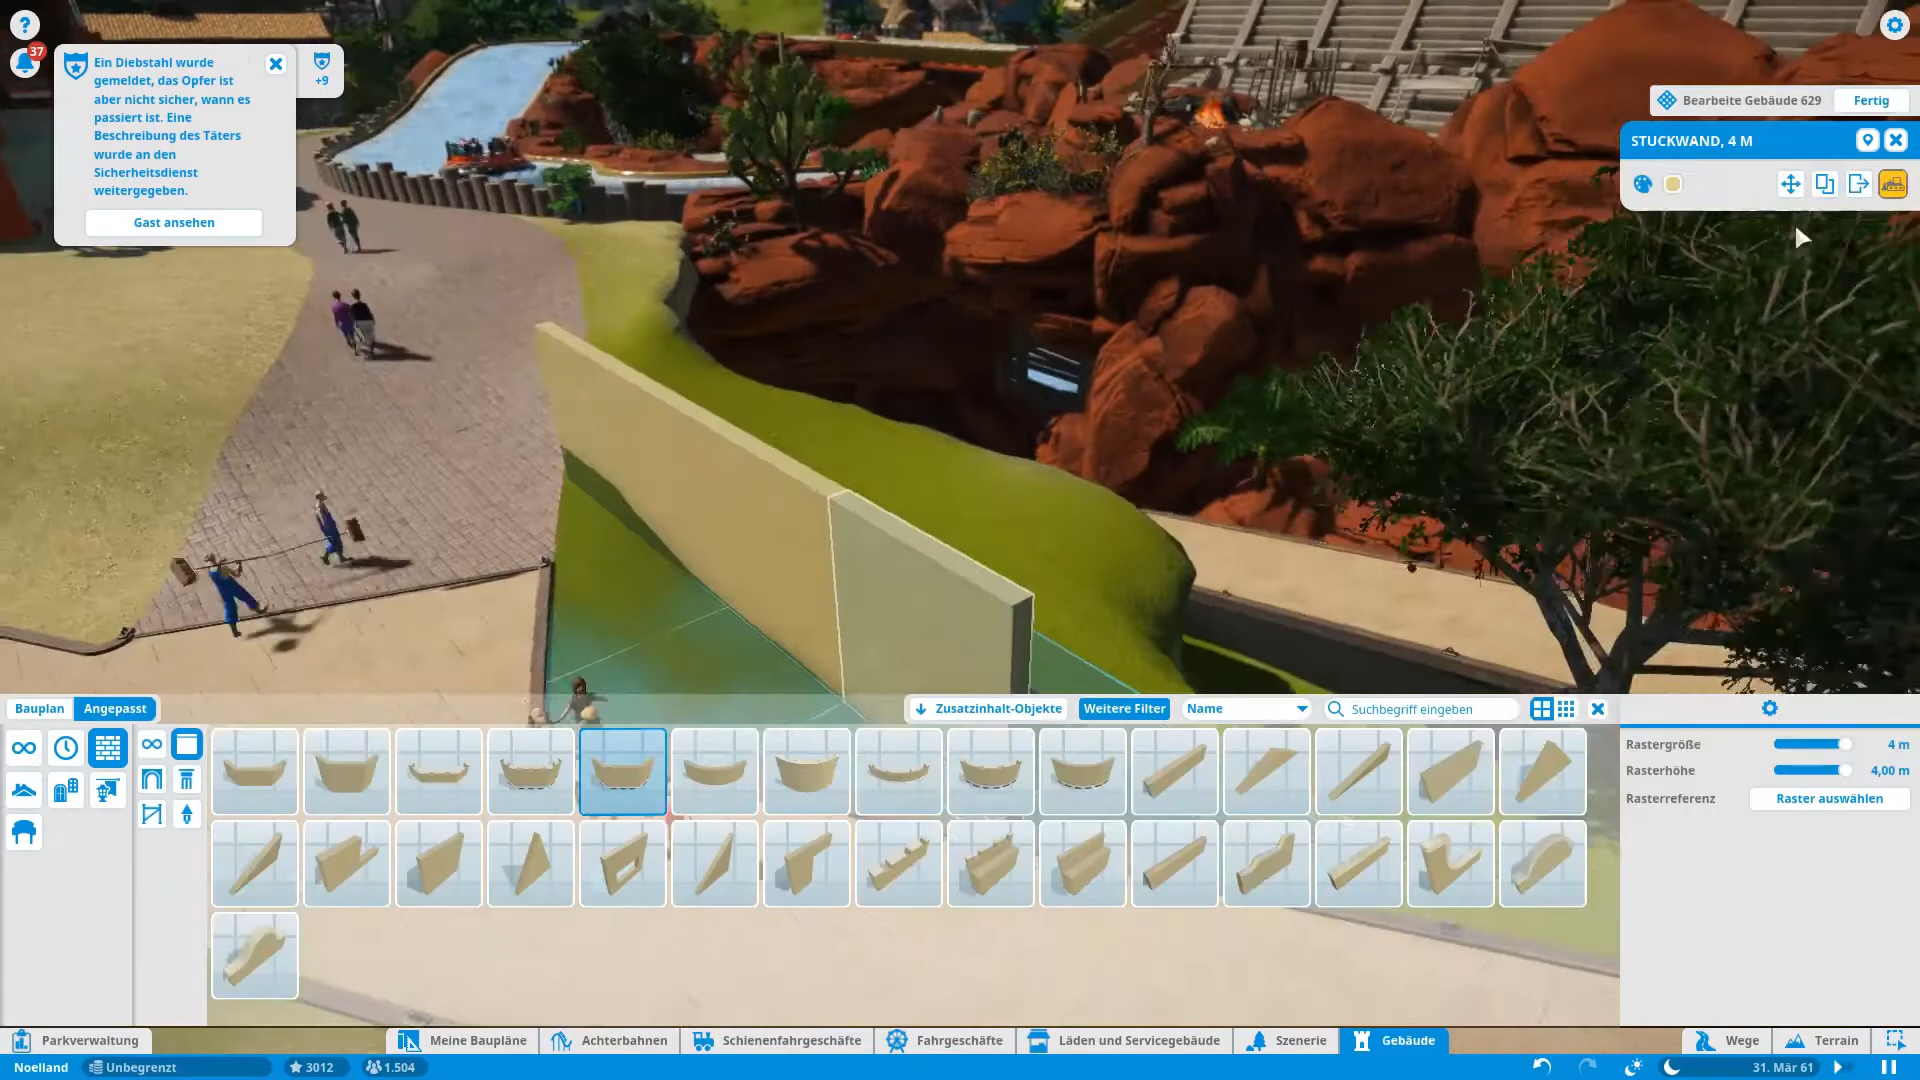 ?
37
Ein Diebstahl wurde
gemeldet, das Opfer ist
aber nicht sicher, wann es
passiert ist. Eine
Beschreibung des Täters
wurde an den
Sicherheitsdienst
weitergegeben.
Gast ansehen
+9
Bearbeite Gebäude 629
Fertig
STUCKWAND, 4 M
Bauplan
Angepasst
Zusatzinhalt-Objekte
Weitere Filter
Name
Suchbegriff eingeben
Rastergröße
4 m
Rasterhöhe
4,00 m
Rasterreferenz
Raster auswählen
Parkverwaltung
Meine Baupläne
Achterbahnen
Schienenfahrgeschäfte
Fahrgeschäfte
Läden und Servicegebäude
Szenerie
Gebäude
Wege
Terrain
Noelland
Unbegrenzt
3012
1.504
31. Mär 61